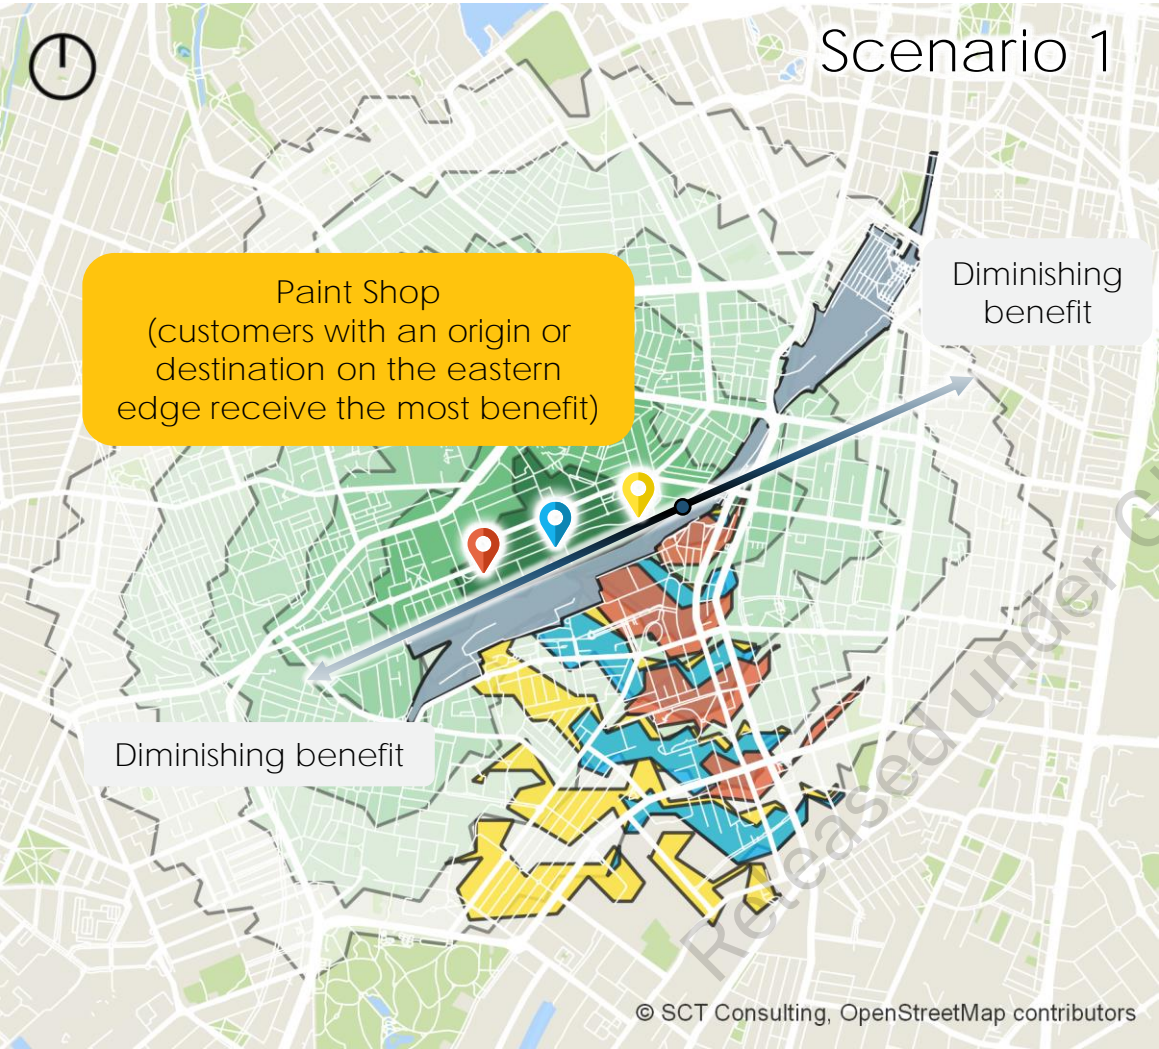 Scenario 1
Paint Shop
(customers with an origin or
destination on the eastern
edge receive the most benefit)
Diminishing
benefit
Diminishing benefit
Released under
© SCT Consulting, OpenStreetMap contributors